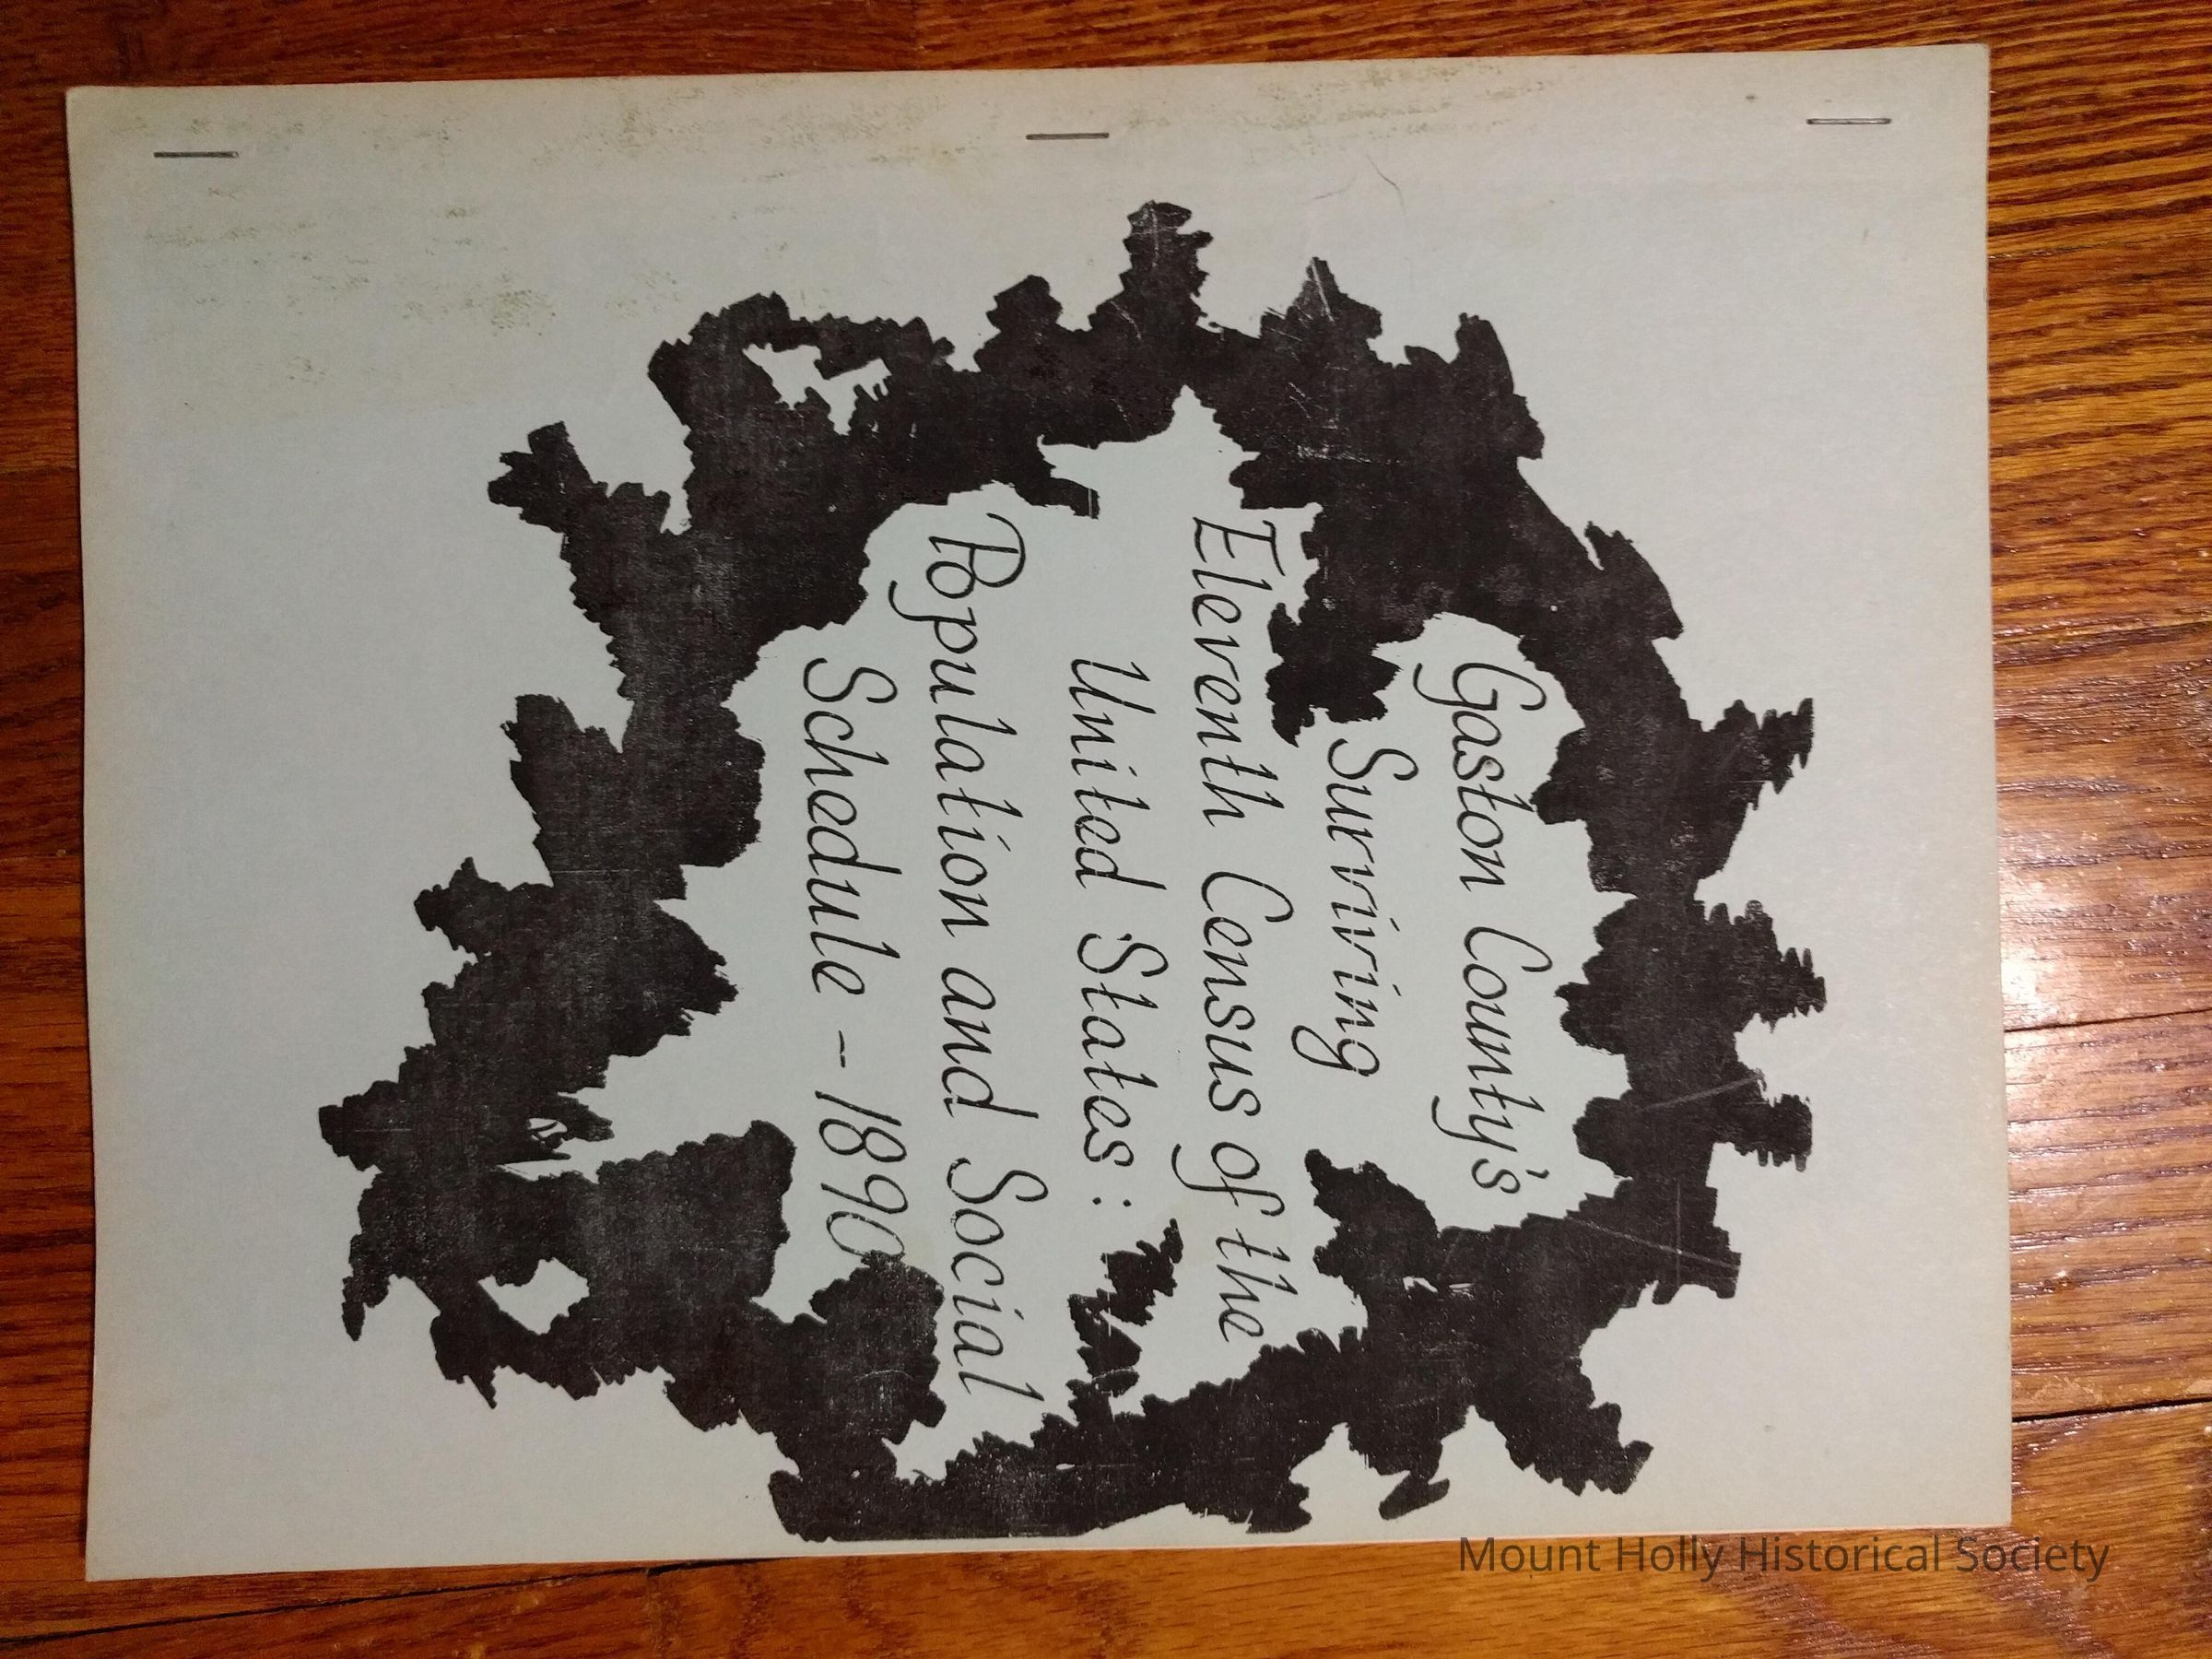 Gaston County's
Surviving
Eleventh Census of the
United States:
Population and Social
Schedule -- 1890
Mount Holly Historical Society